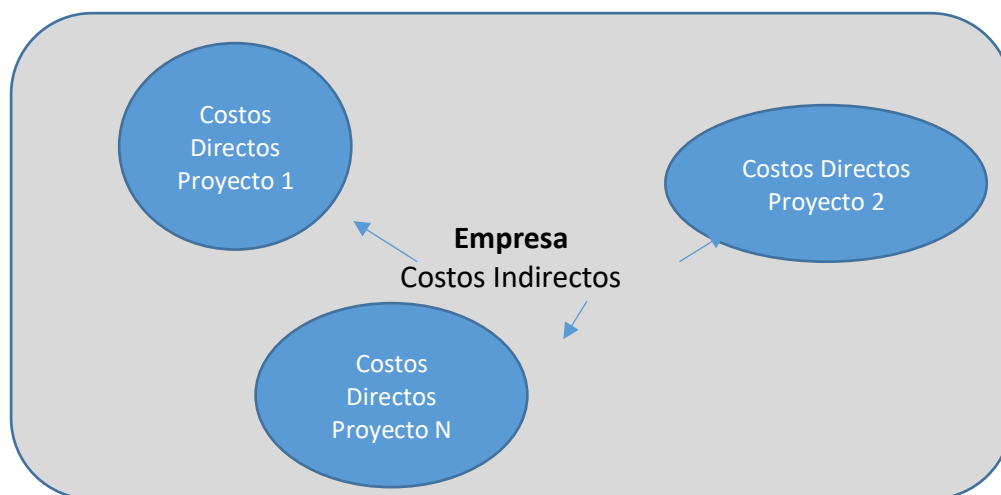 Costos
Directos
Proyecto 1
Costos Directos
Proyecto 2
Empresa
Costos Indirectos
Costos
Directos
Proyecto N